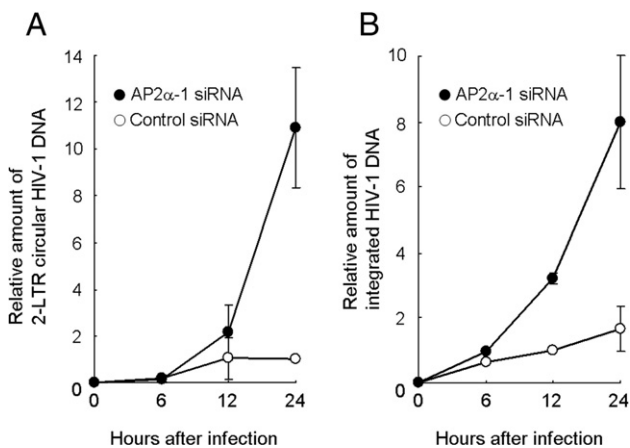 A
Relative amount of
2-LTR circular HIV-1 DNA
14
12
10
8
6
4
2
0
AP2α-1 siRNA
Control siRNA
0 6 12 24
Hours after infection
B
Relative amount of
integrated HIV-1 DNA
10
8
6
4
2
0
AP2α-1 siRNA
Control siRNA
0 6 12 24
Hours after infection